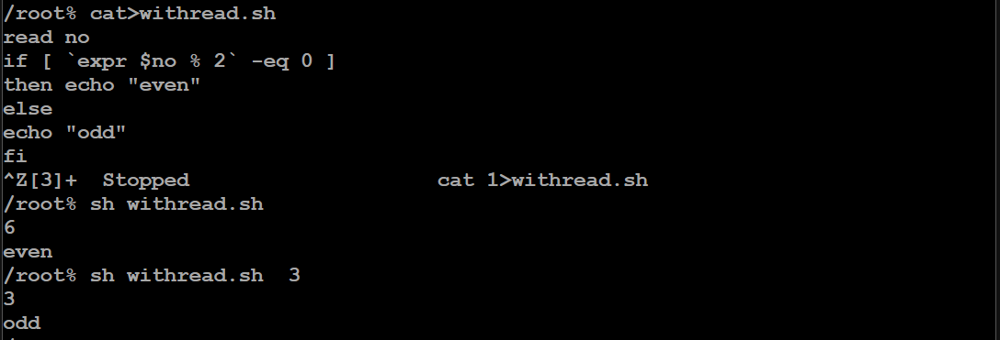 /root% cat>withread.sh
read no
if [ `expr $no % 2` -eq 0 ]
then echo "even"
else
echo "odd"
fi
^Z[3]+  Stopped                    cat 1>withread.sh
/root% sh withread.sh
6
even
/root% sh withread.sh  3
3
odd